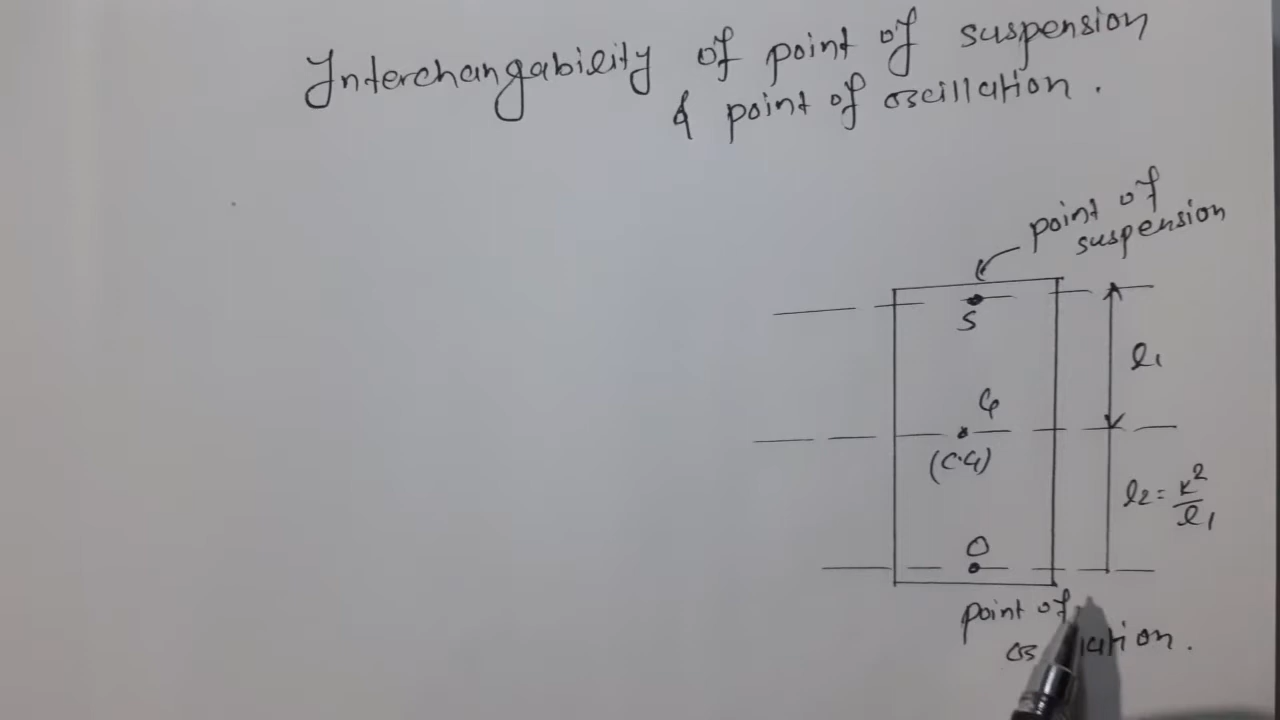 Interchangability of point of suspension
& point of oscillation.
point of
suspension
S
l₁
G
(C.G)
l₂ = K²/l₁
O
point of